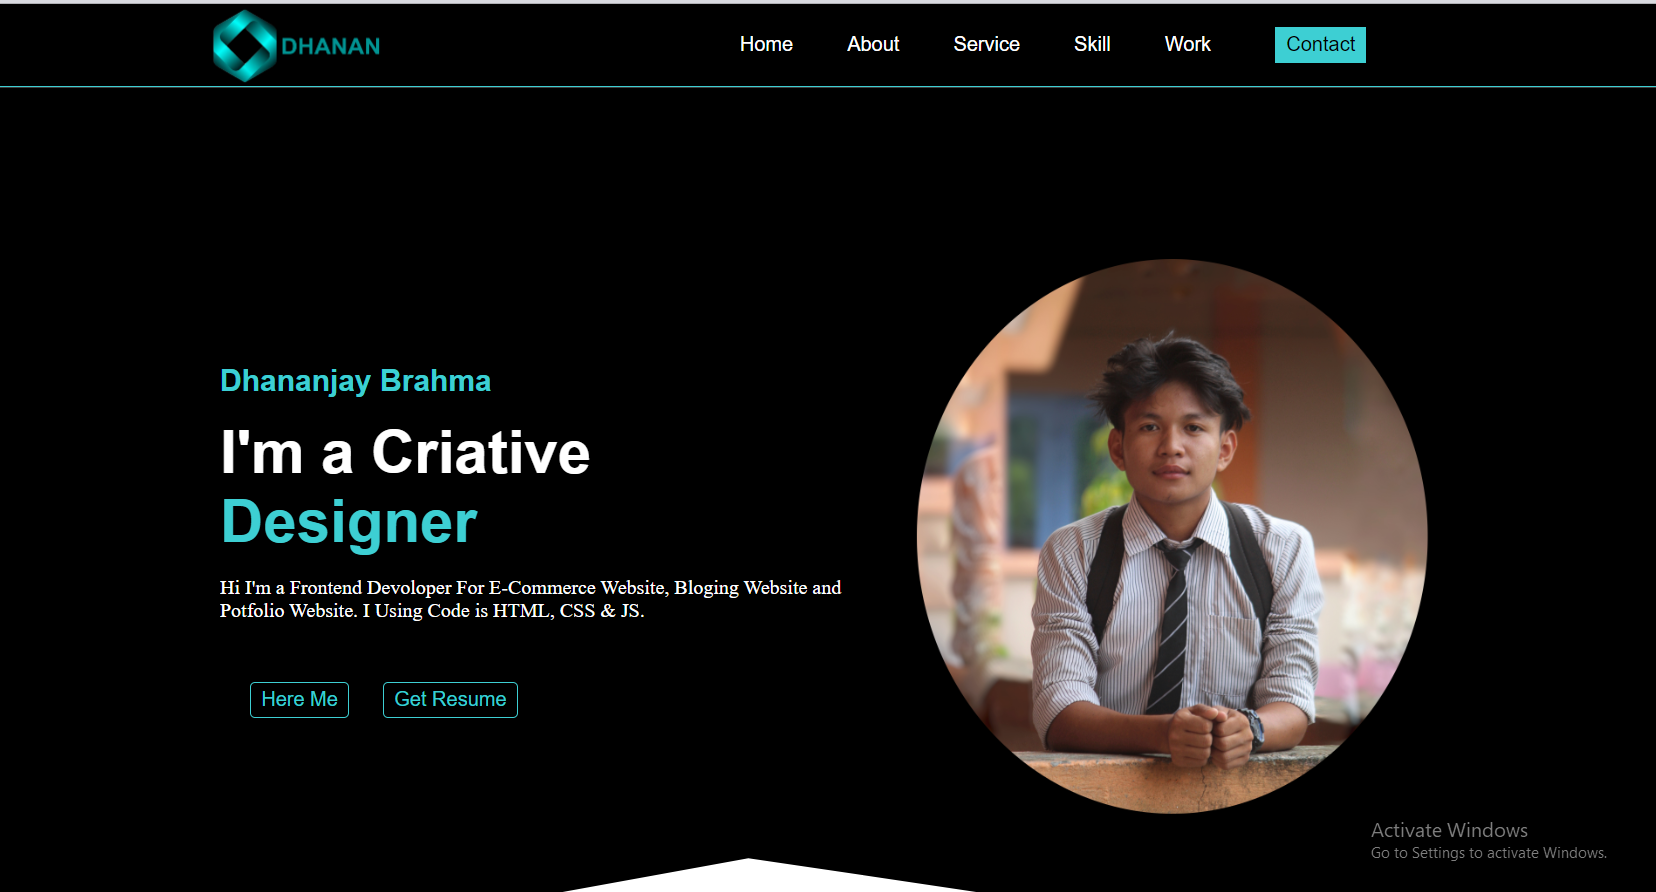 DHANAN
Home About Service Skill Work Contact
Dhananjay Brahma
I'm a Criative
Designer
Hi I'm a Frontend Devoloper For E-Commerce Website, Bloging Website and
Potfolio Website. I Using Code is HTML, CSS & JS.
Here Me Get Resume
Activate Windows
Go to Settings to activate Windows.